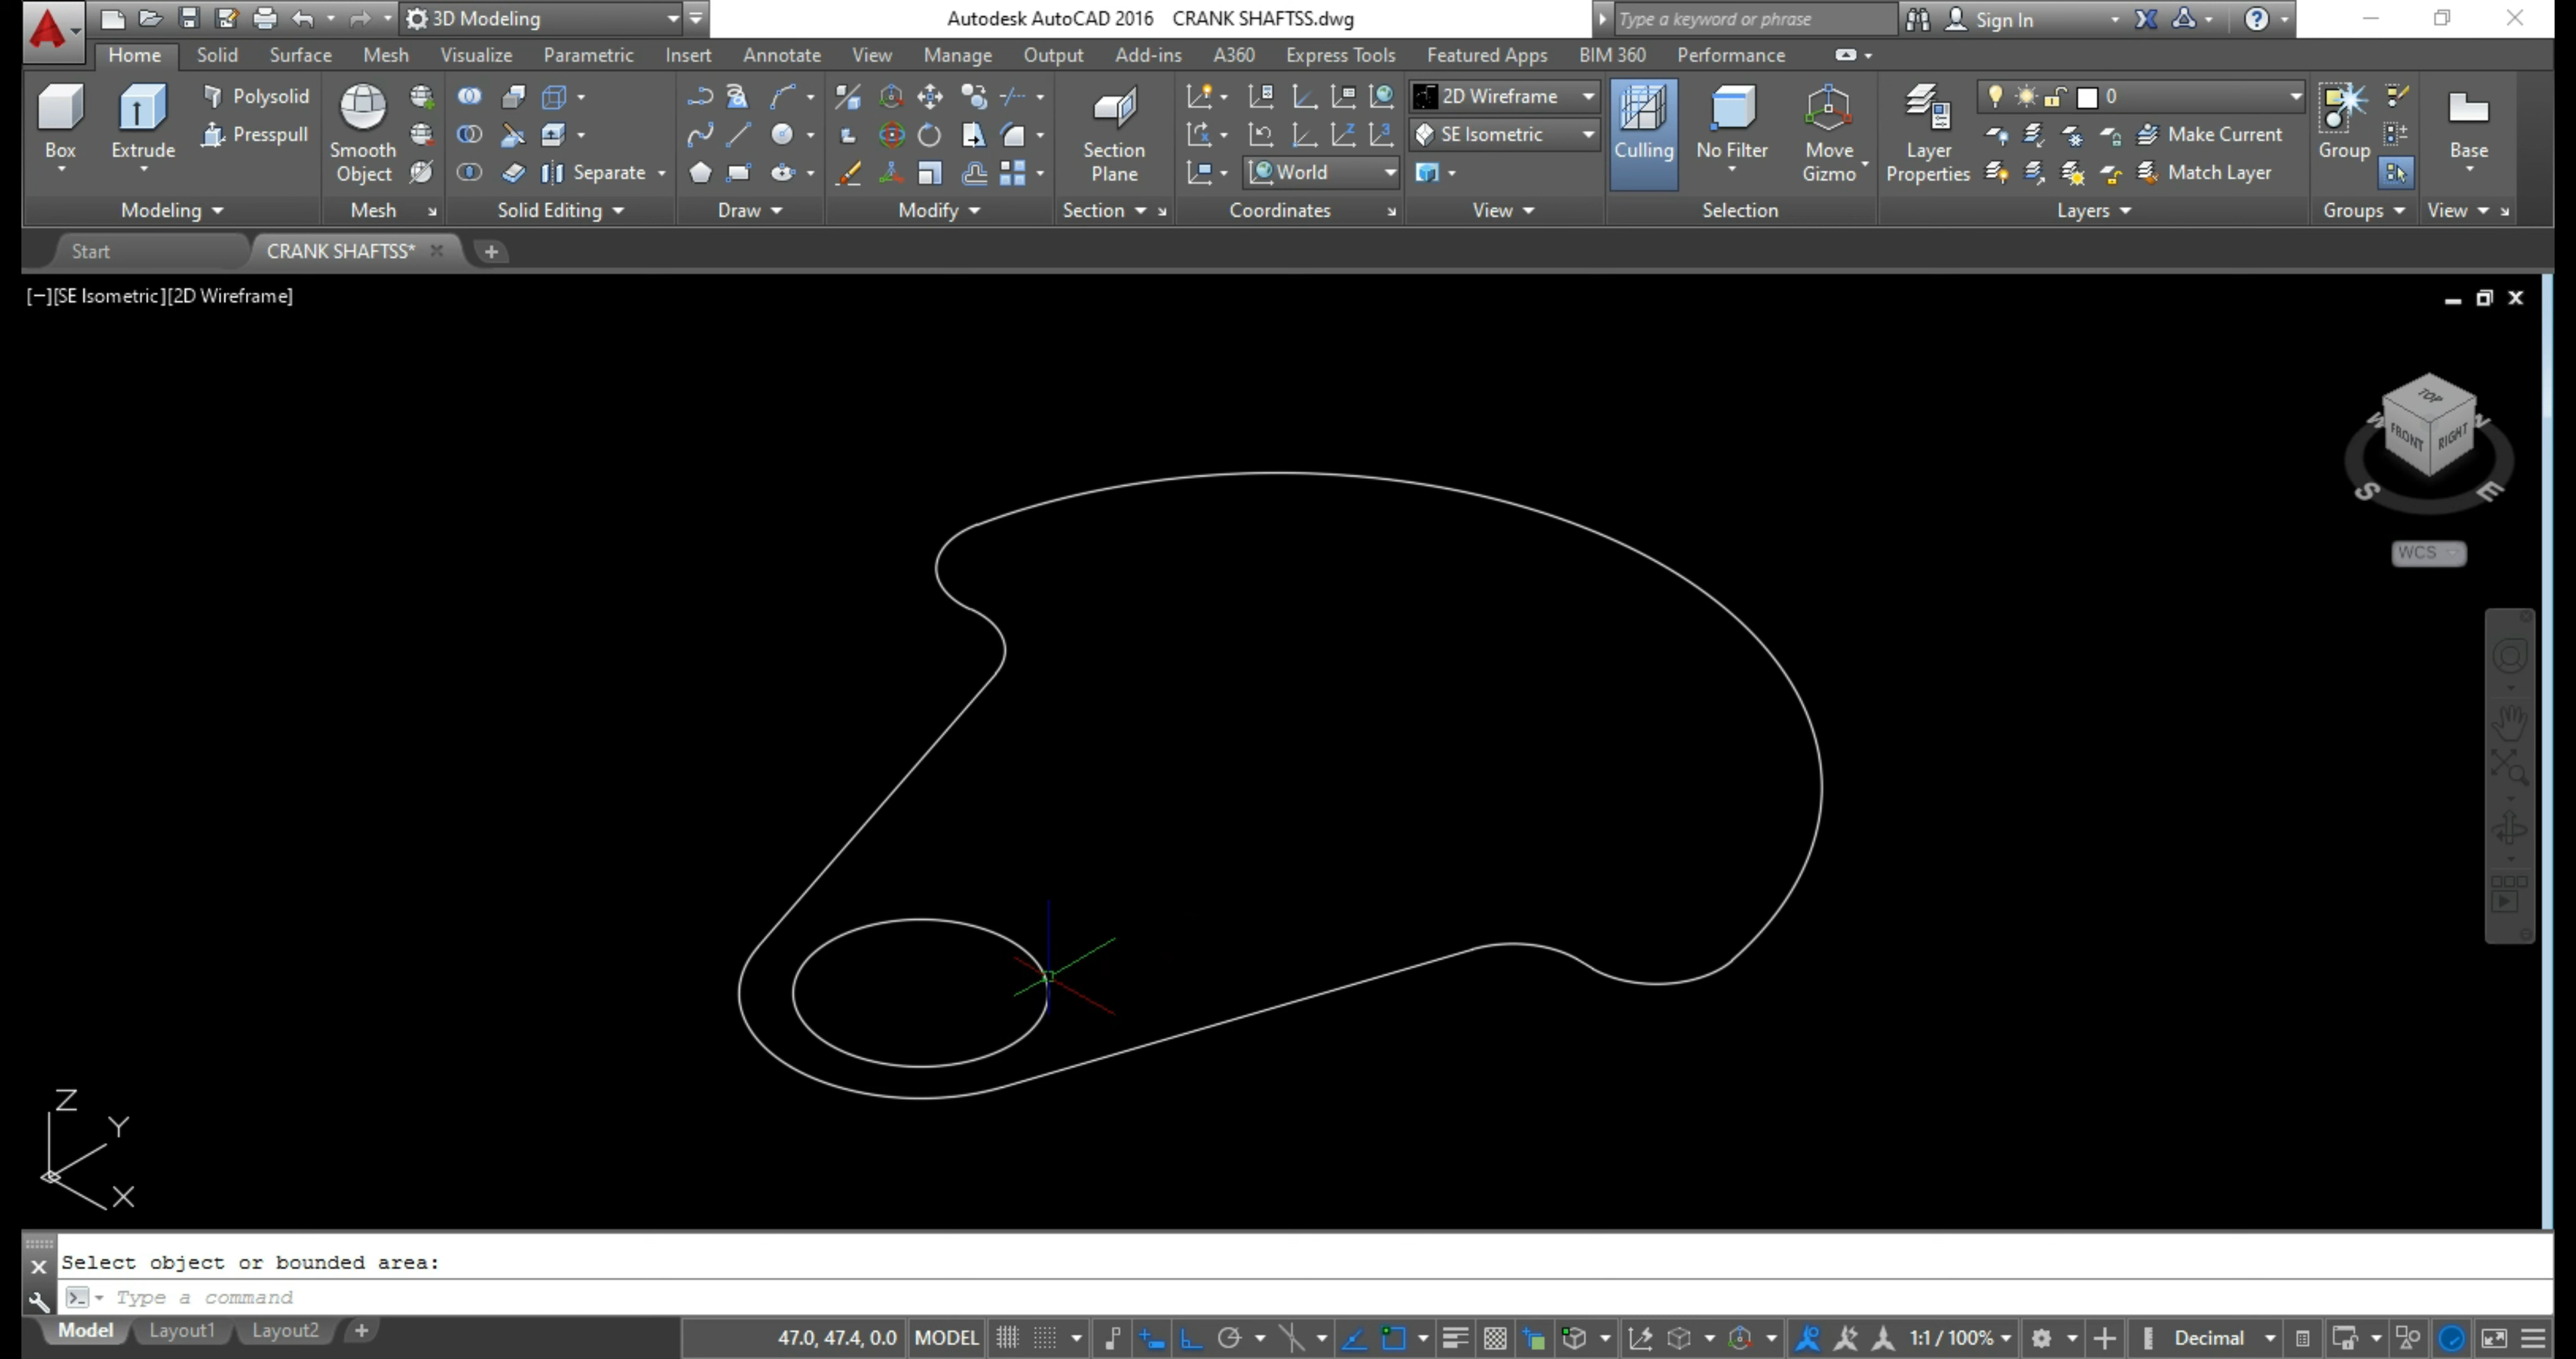 3D Modeling Autodesk AutoCAD 2016 CRANK SHAFTSS.dwg Type a keyword or phrase Sign In
Home Solid Surface Mesh Visualize Parametric Insert Annotate View Manage Output Add-ins A360 Express Tools Featured Apps BIM 360 Performance
Polysolid 2D Wireframe 0
Presspull SE Isometric Make Current
Box Extrude Smooth Object Separate Section Plane World Culling No Filter Move Gizmo Layer Properties Match Layer Group Base
Modeling Mesh Solid Editing Draw Modify Section Coordinates View Selection Layers Groups View
Start CRANK SHAFTSS*
[−][SE Isometric][2D Wireframe]
TOP
W N
FRONT RIGHT
S E
WCS
Z
Y
X
Select object or bounded area:
Type a command
Model Layout1 Layout2
47.0, 47.4, 0.0 MODEL 1:1 / 100% Decimal